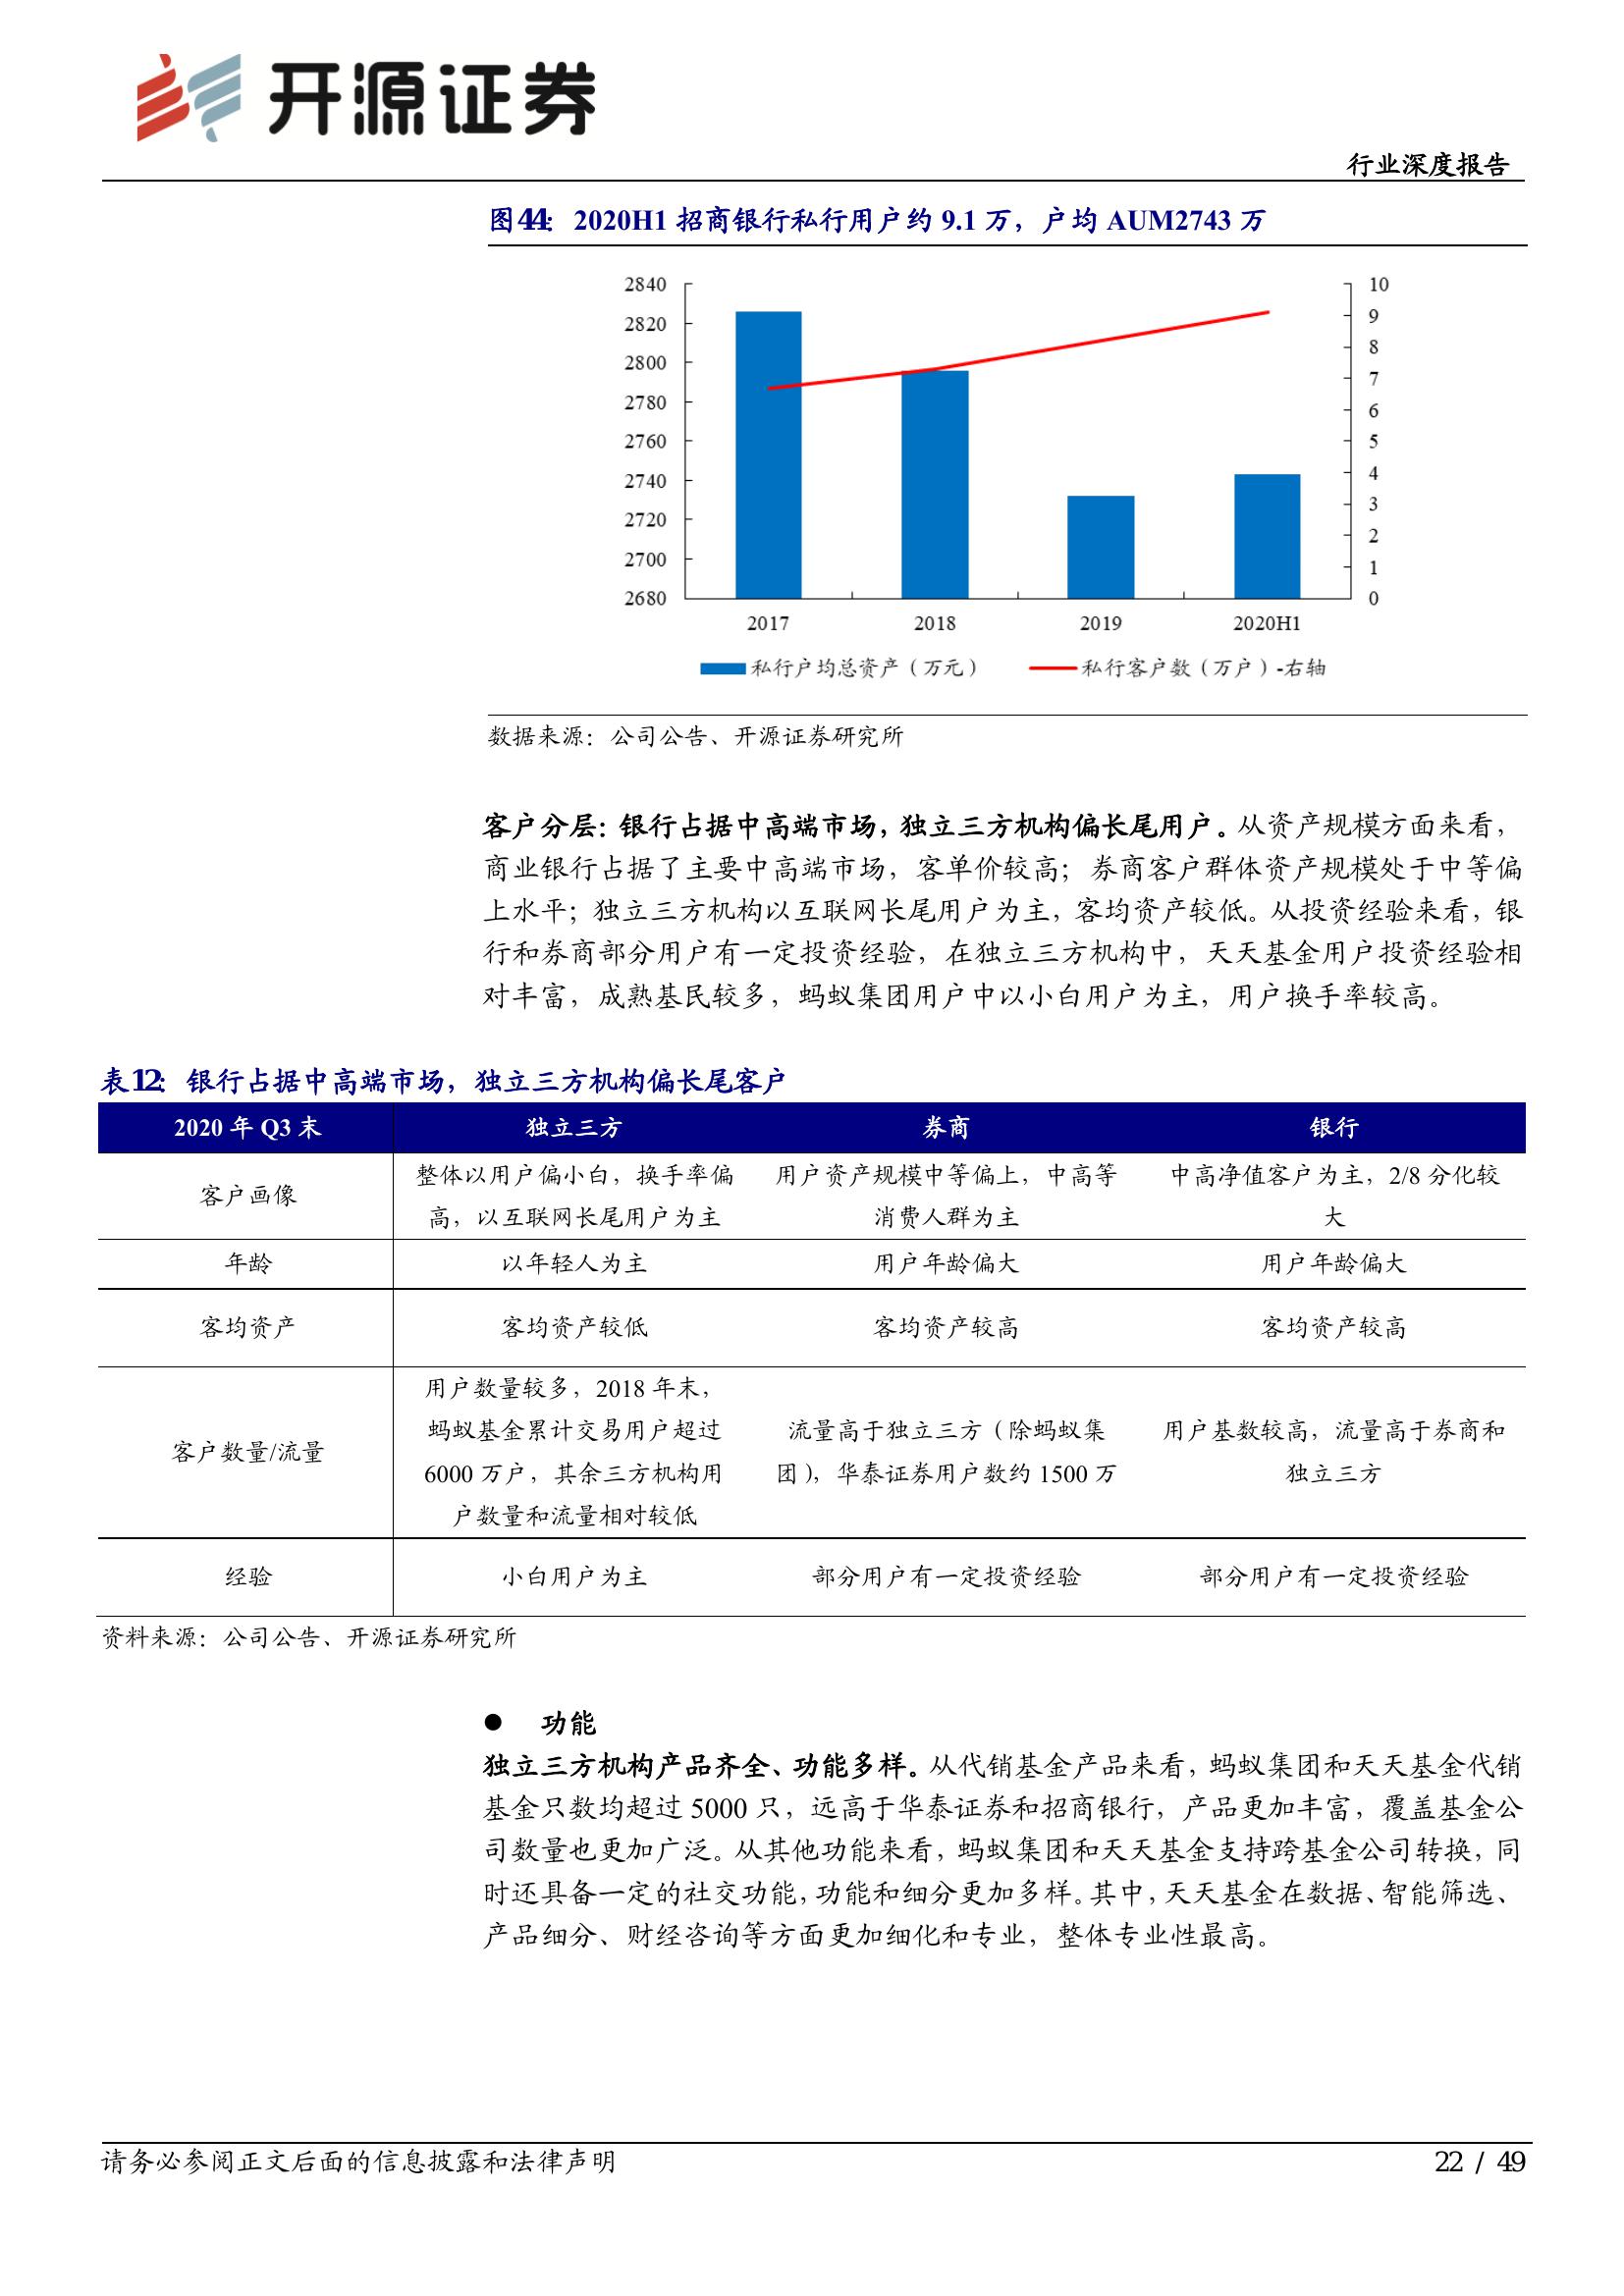 开源证券
行业深度报告
图44：2020H1 招商银行私行用户约 9.1 万，户均 AUM2743 万
2840
2820
2800
2780
2760
2740
2720
2700
2680
10
9
8
7
6
5
4
3
2
1
0
2017
2018
2019
2020H1
私行户均总资产（万元）
私行客户数（万户）-右轴
数据来源：公司公告、开源证券研究所
客户分层：银行占据中高端市场，独立三方机构偏长尾用户。从资产规模方面来看，
商业银行占据了主要中高端市场，客单价较高；券商客户群体资产规模处于中等偏
上水平；独立三方机构以互联网长尾用户为主，客均资产较低。从投资经验来看，银
行和券商部分用户有一定投资经验，在独立三方机构中，天天基金用户投资经验相
对丰富，成熟基民较多，蚂蚁集团用户中以小白用户为主，用户换手率较高。
表12：银行占据中高端市场，独立三方机构偏长尾客户
2020 年 Q3 末
独立三方
券商
银行
客户画像
整体以用户偏小白，换手率偏
高，以互联网长尾用户为主
用户资产规模中等偏上，中高等
消费人群为主
中高净值客户为主，2/8 分化较
大
年龄
以年轻人为主
用户年龄偏大
用户年龄偏大
客均资产
客均资产较低
客均资产较高
客均资产较高
客户数量/流量
用户数量较多，2018 年末，
蚂蚁基金累计交易用户超过
6000 万户，其余三方机构用
户数量和流量相对较低
流量高于独立三方（除蚂蚁集
团），华泰证券用户数约 1500 万
用户基数较高，流量高于券商和
独立三方
经验
小白用户为主
部分用户有一定投资经验
部分用户有一定投资经验
资料来源：公司公告、开源证券研究所
● 功能
独立三方机构产品齐全、功能多样。从代销基金产品来看，蚂蚁集团和天天基金代销
基金只数均超过 5000 只，远高于华泰证券和招商银行，产品更加丰富，覆盖基金公
司数量也更加广泛。从其他功能来看，蚂蚁集团和天天基金支持跨基金公司转换，同
时还具备一定的社交功能，功能和细分更加多样。其中，天天基金在数据、智能筛选、
产品细分、财经咨询等方面更加细化和专业，整体专业性最高。
请务必参阅正文后面的信息披露和法律声明
22 / 49